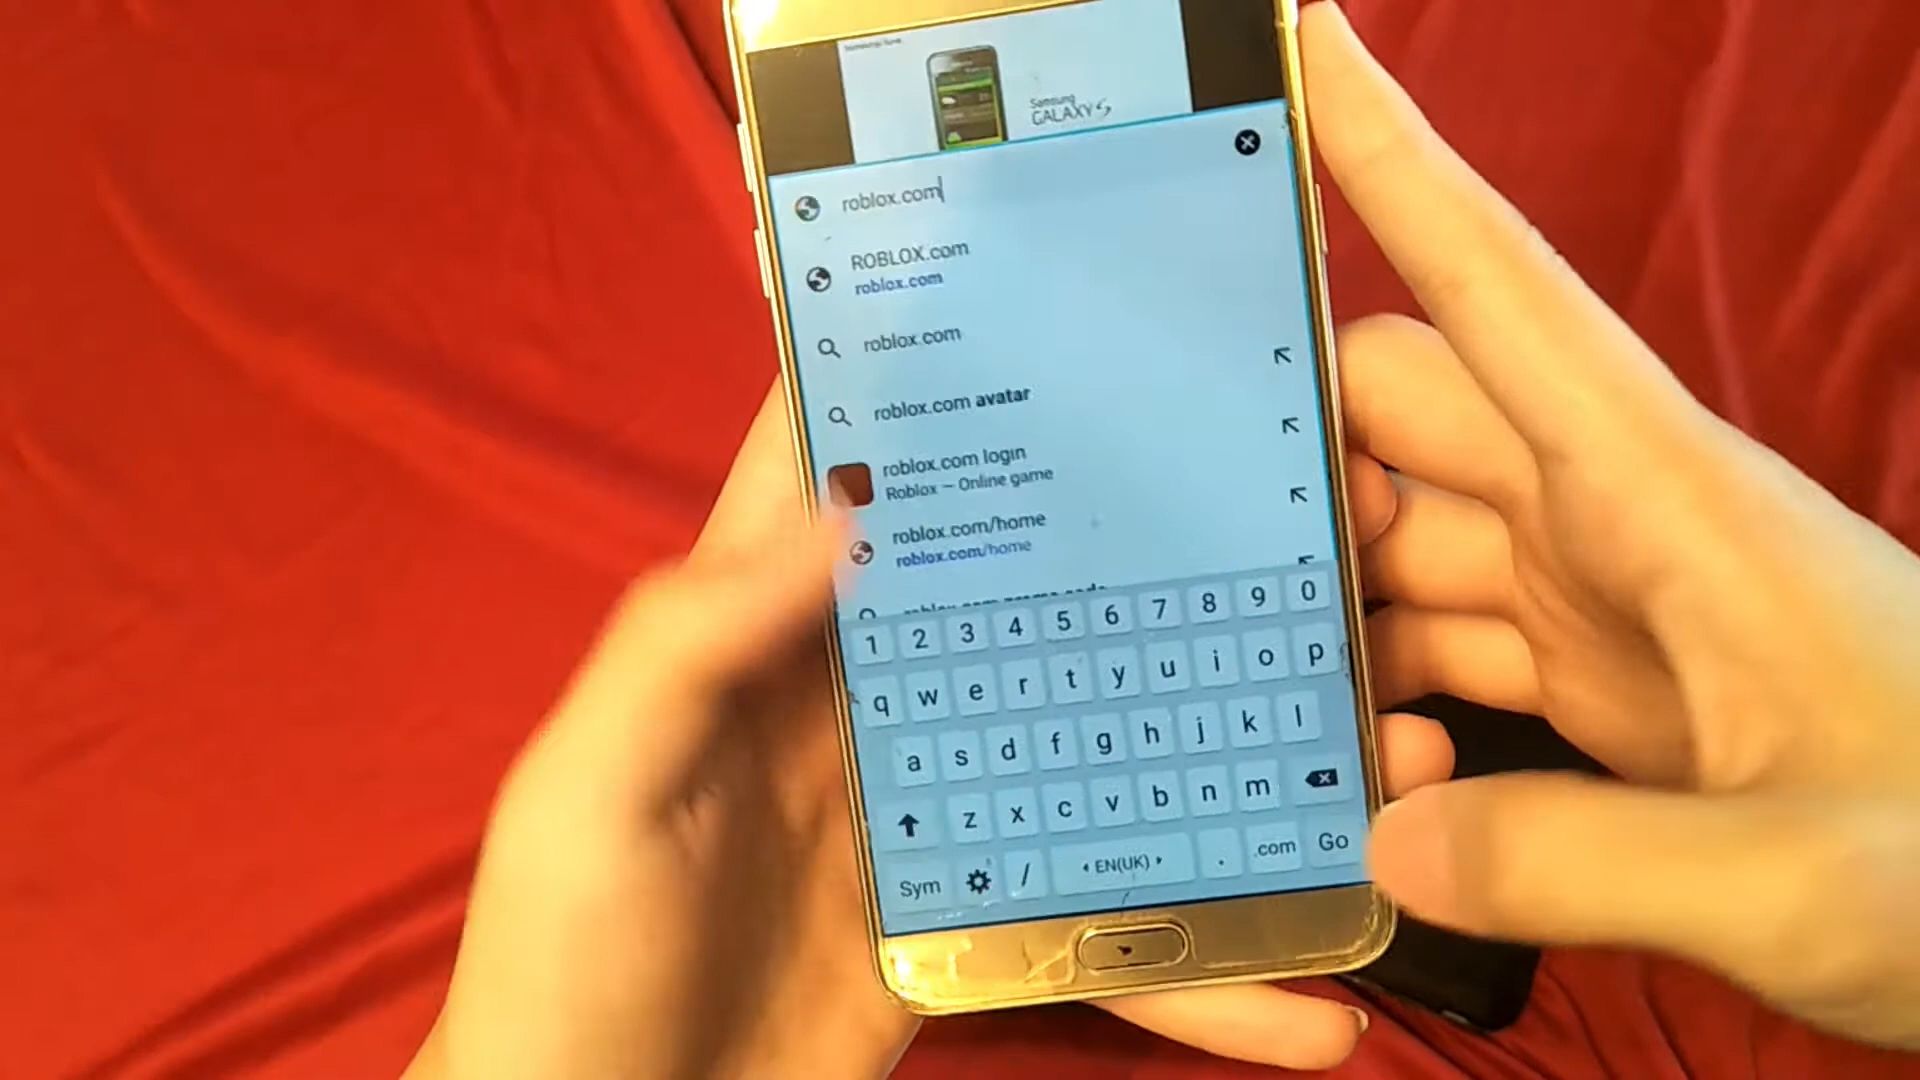 Samsung
GALAXY S
roblox.com
ROBLOX.com
roblox.com
roblox.com
roblox.com avatar
roblox.com login
Roblox – Online game
roblox.com/home
roblox.com/home
1 2 3 4 5 6 7 8 9 0
q w e r t y u i o p
a s d f g h j k l
z x c v b n m
Sym / EN(UK) . .com Go